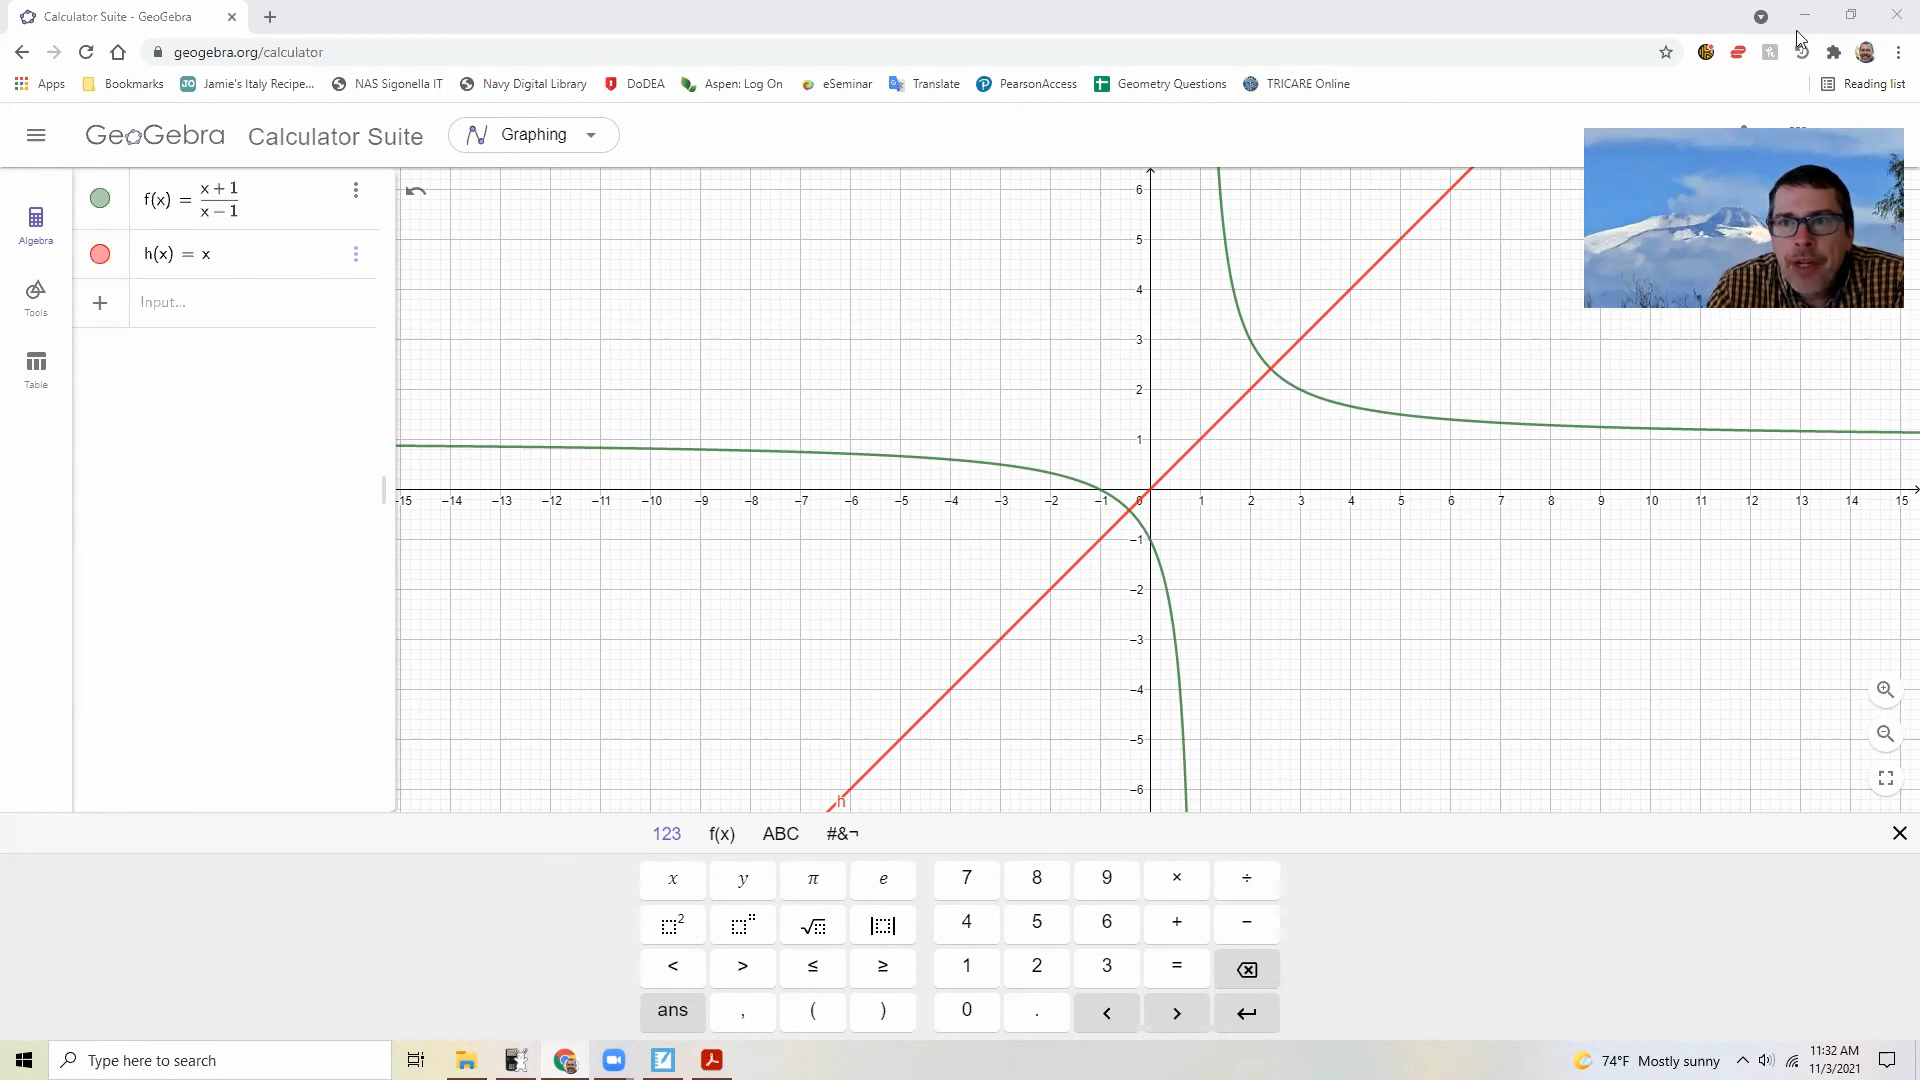 Calculator Suite - GeoGebra
geogebra.org/calculator
Apps Bookmarks Jamie's Italy Recipe... NAS Sigonella IT Navy Digital Library DoDEA Aspen: Log On eSeminar Translate PearsonAccess Geometry Questions TRICARE Online Reading list
GeoGebra Calculator Suite Graphing
f(x) = x + 1 / x − 1
h(x) = x
Input...
Algebra
Tools
Table
6
5
4
3
2
1
−15 −14 −13 −12 −11 −10 −9 −8 −7 −6 −5 −4 −3 −2 −1 0 1 2 3 4 5 6 7 8 9 10 11 12 13 14 15
−1
−2
−3
−4
−5
−6
h
123 f(x) ABC #&¬
x y π e 7 8 9 × ÷
2 √ 4 5 6 + −
< > ≤ ≥ 1 2 3 =
ans , ( ) 0 . < >
Type here to search
74°F Mostly sunny
11:32 AM
11/3/2021